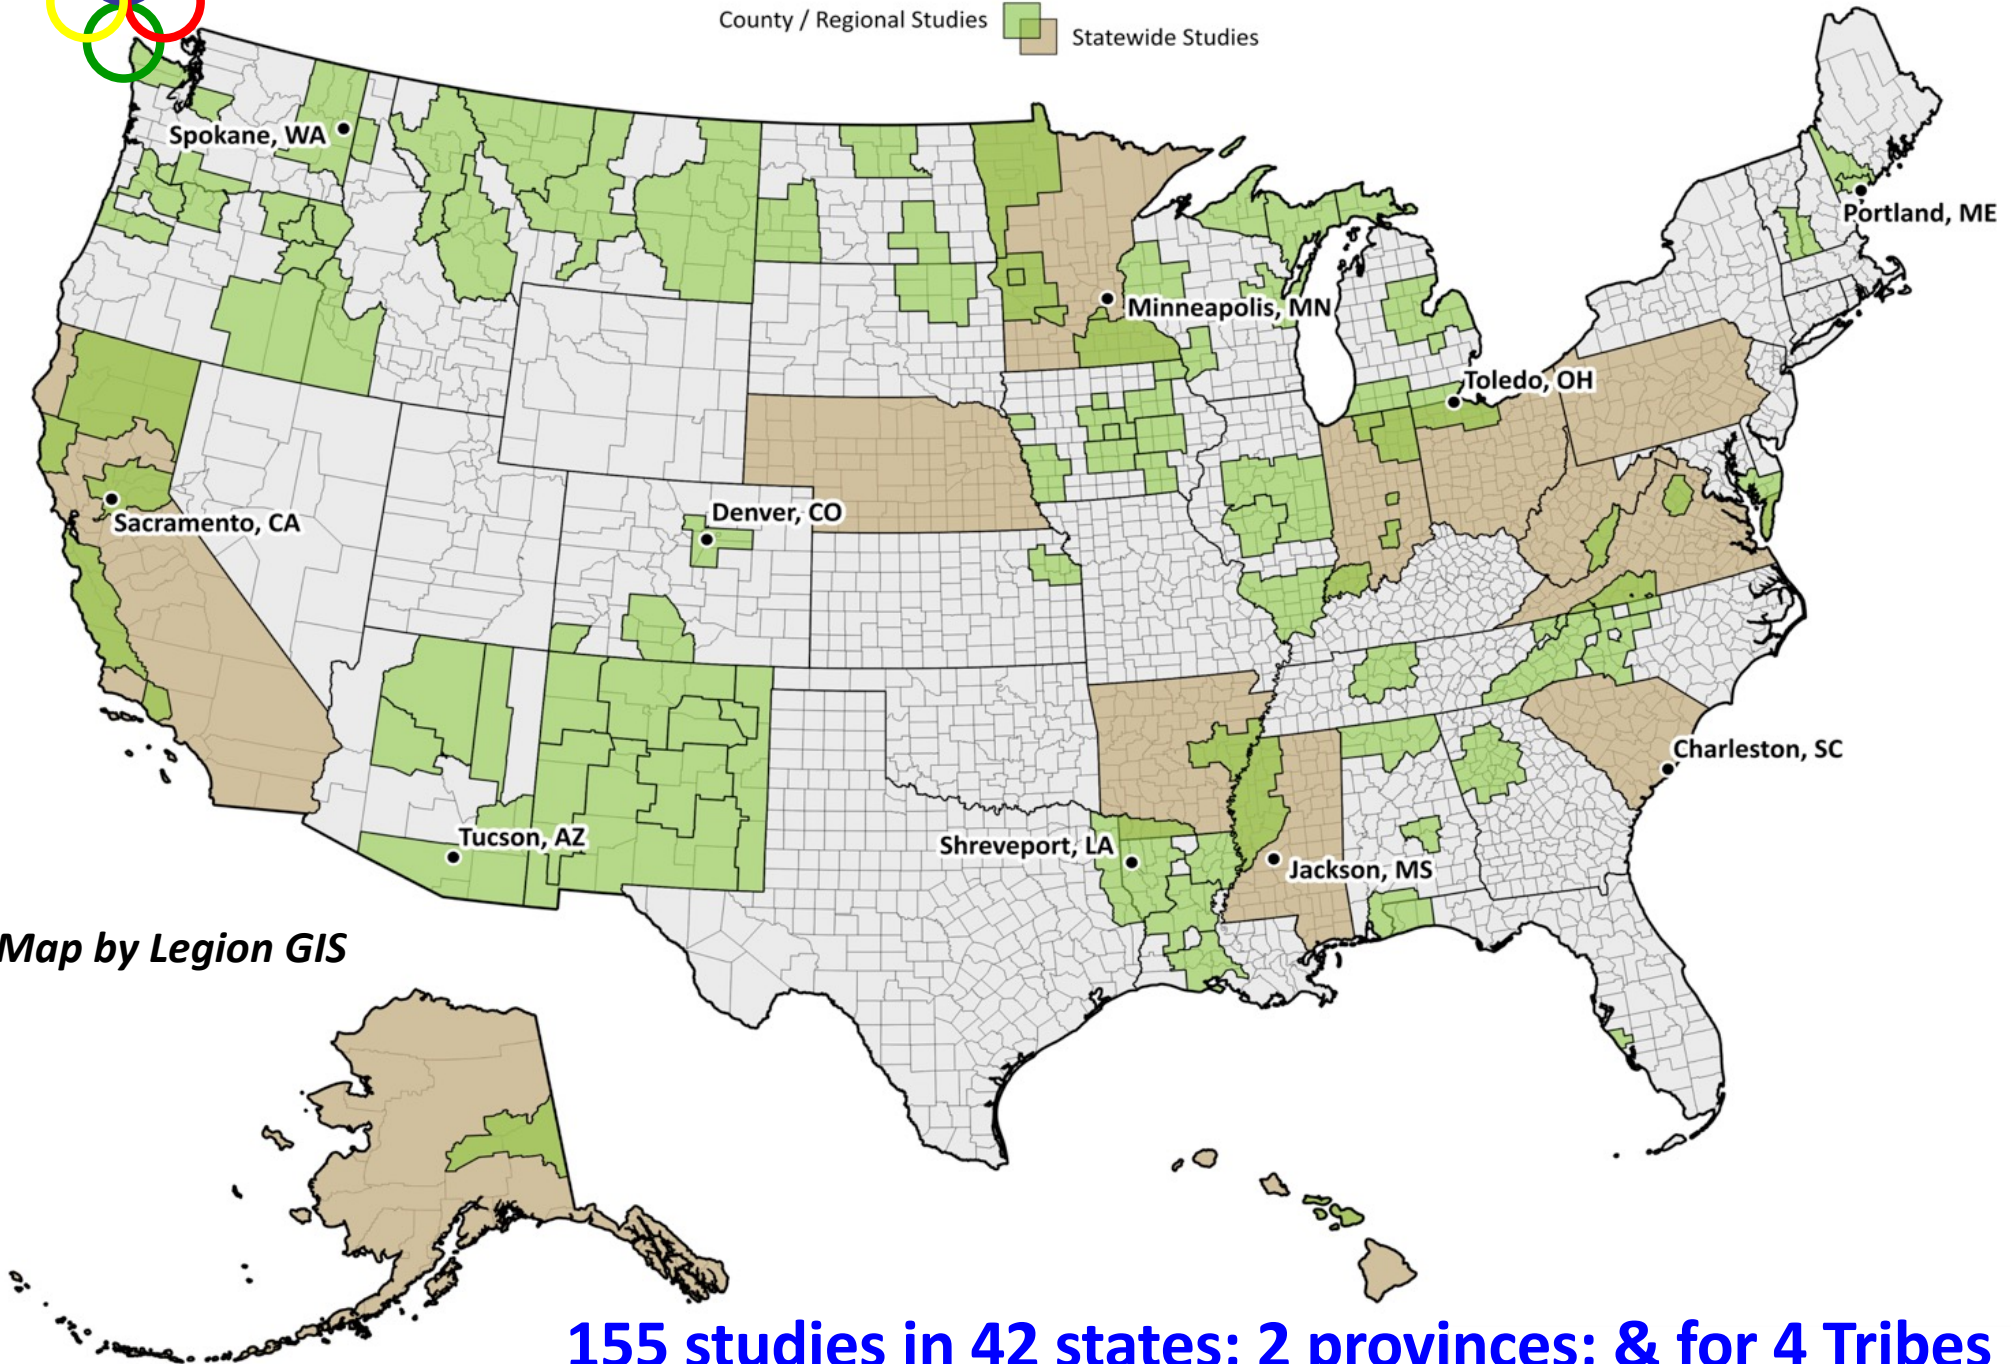 County / Regional Studies
Statewide Studies
Spokane, WA
Portland, ME
Minneapolis, MN
Toledo, OH
Sacramento, CA
Denver, CO
Charleston, SC
Tucson, AZ
Shreveport, LA
Jackson, MS
Map by Legion GIS
155 studies in 42 states; 2 provinces; & for 4 Tribes